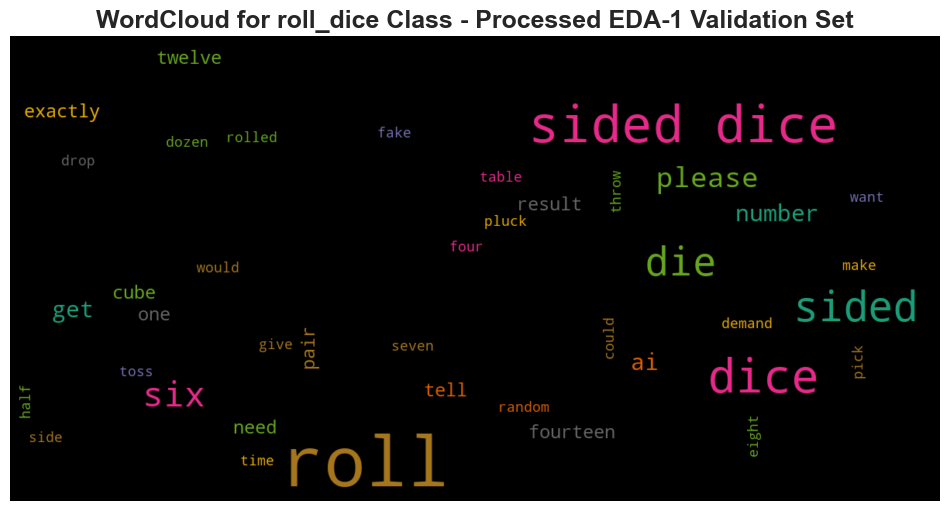 WordCloud for roll_dice Class - Processed EDA-1 Validation Set
twelve
exactly
sided dice
dozen
rolled
fake
drop
table
throw
please
want
result
number
pluck
four
die
would
make
cube
get
one
sided
demand
could
give
pair
seven
ai
pick
toss
dice
six
tell
half
random
side
need
fourteen
eight
time
roll